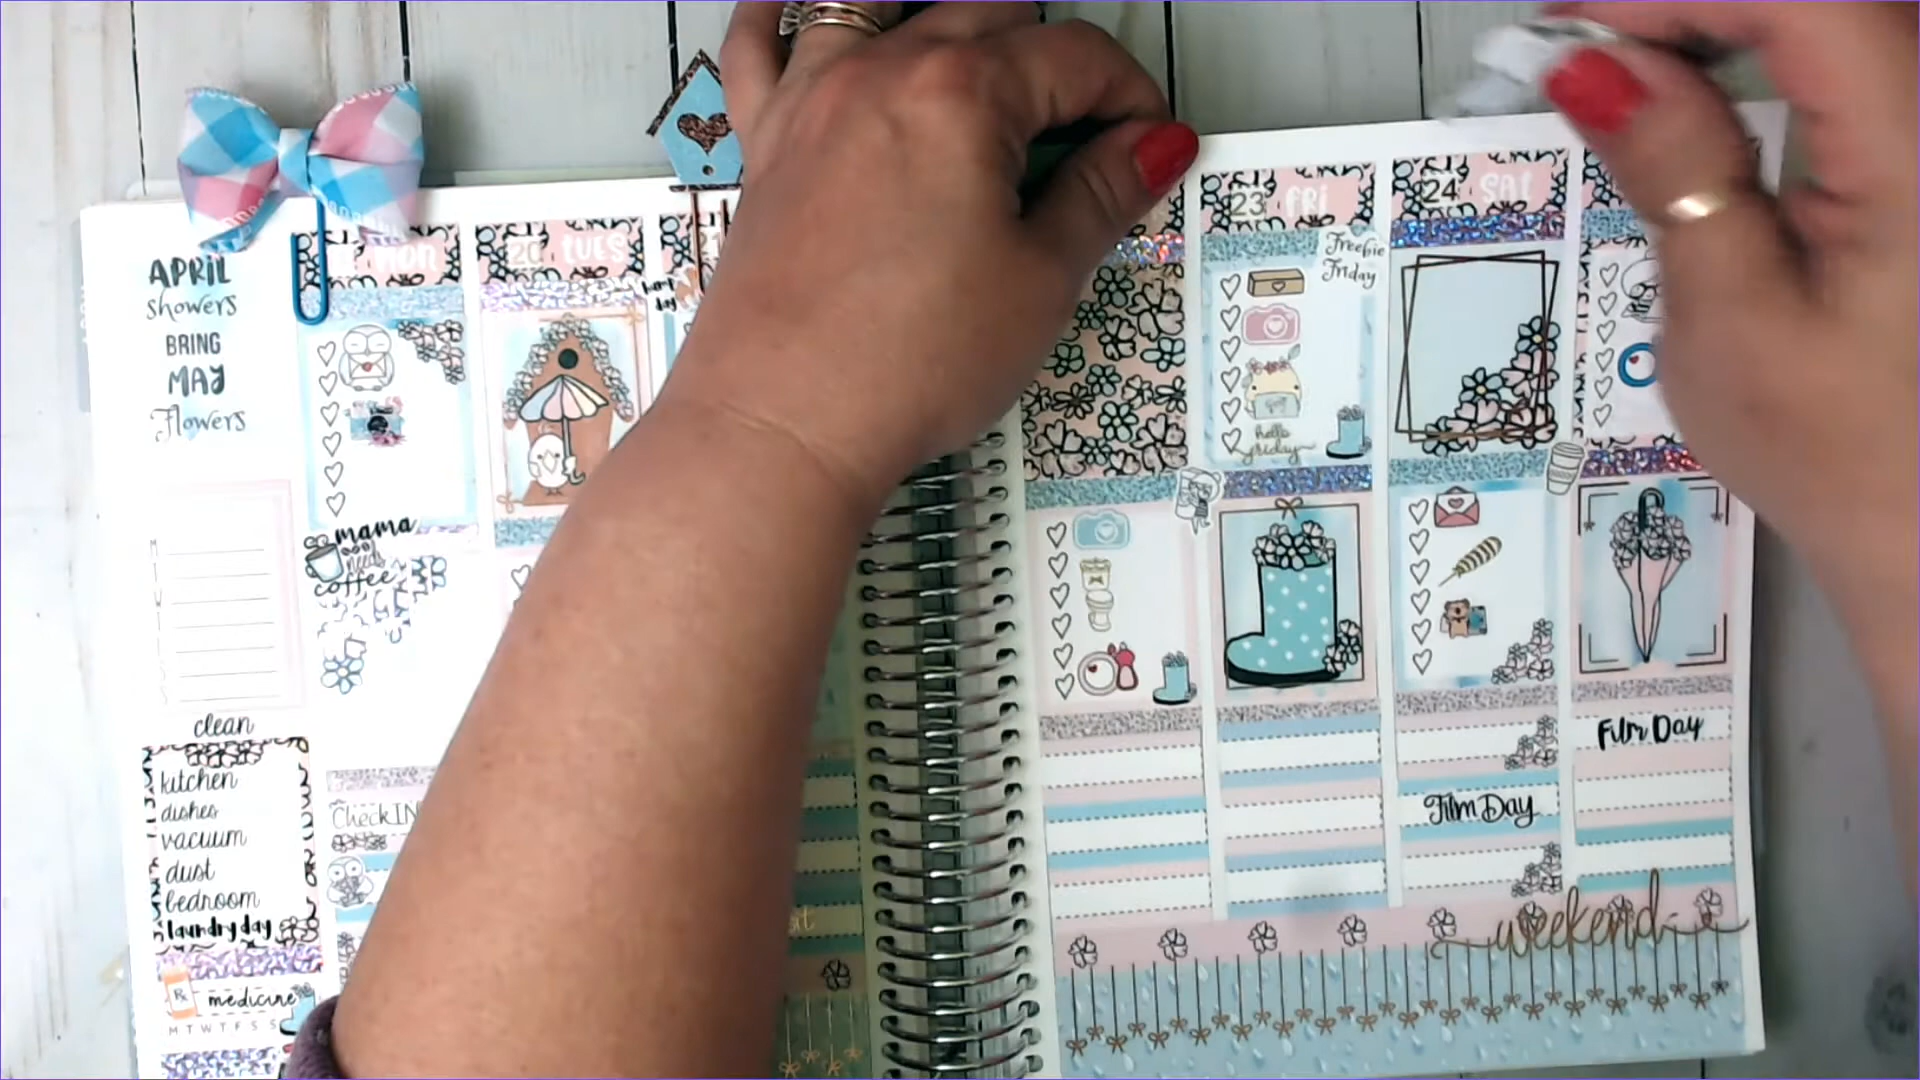 APRIL
showers
BRING
MAY
Flowers
MON
20 TUES
21
23 FRI
24 SAT
Freebie
Friday
hello
friday
mama
needs
coffee
clean
kitchen
dishes
vacuum
dust
bedroom
laundry day
medicine
M T W T F S S
Check IN
Film Day
Film Day
weekend